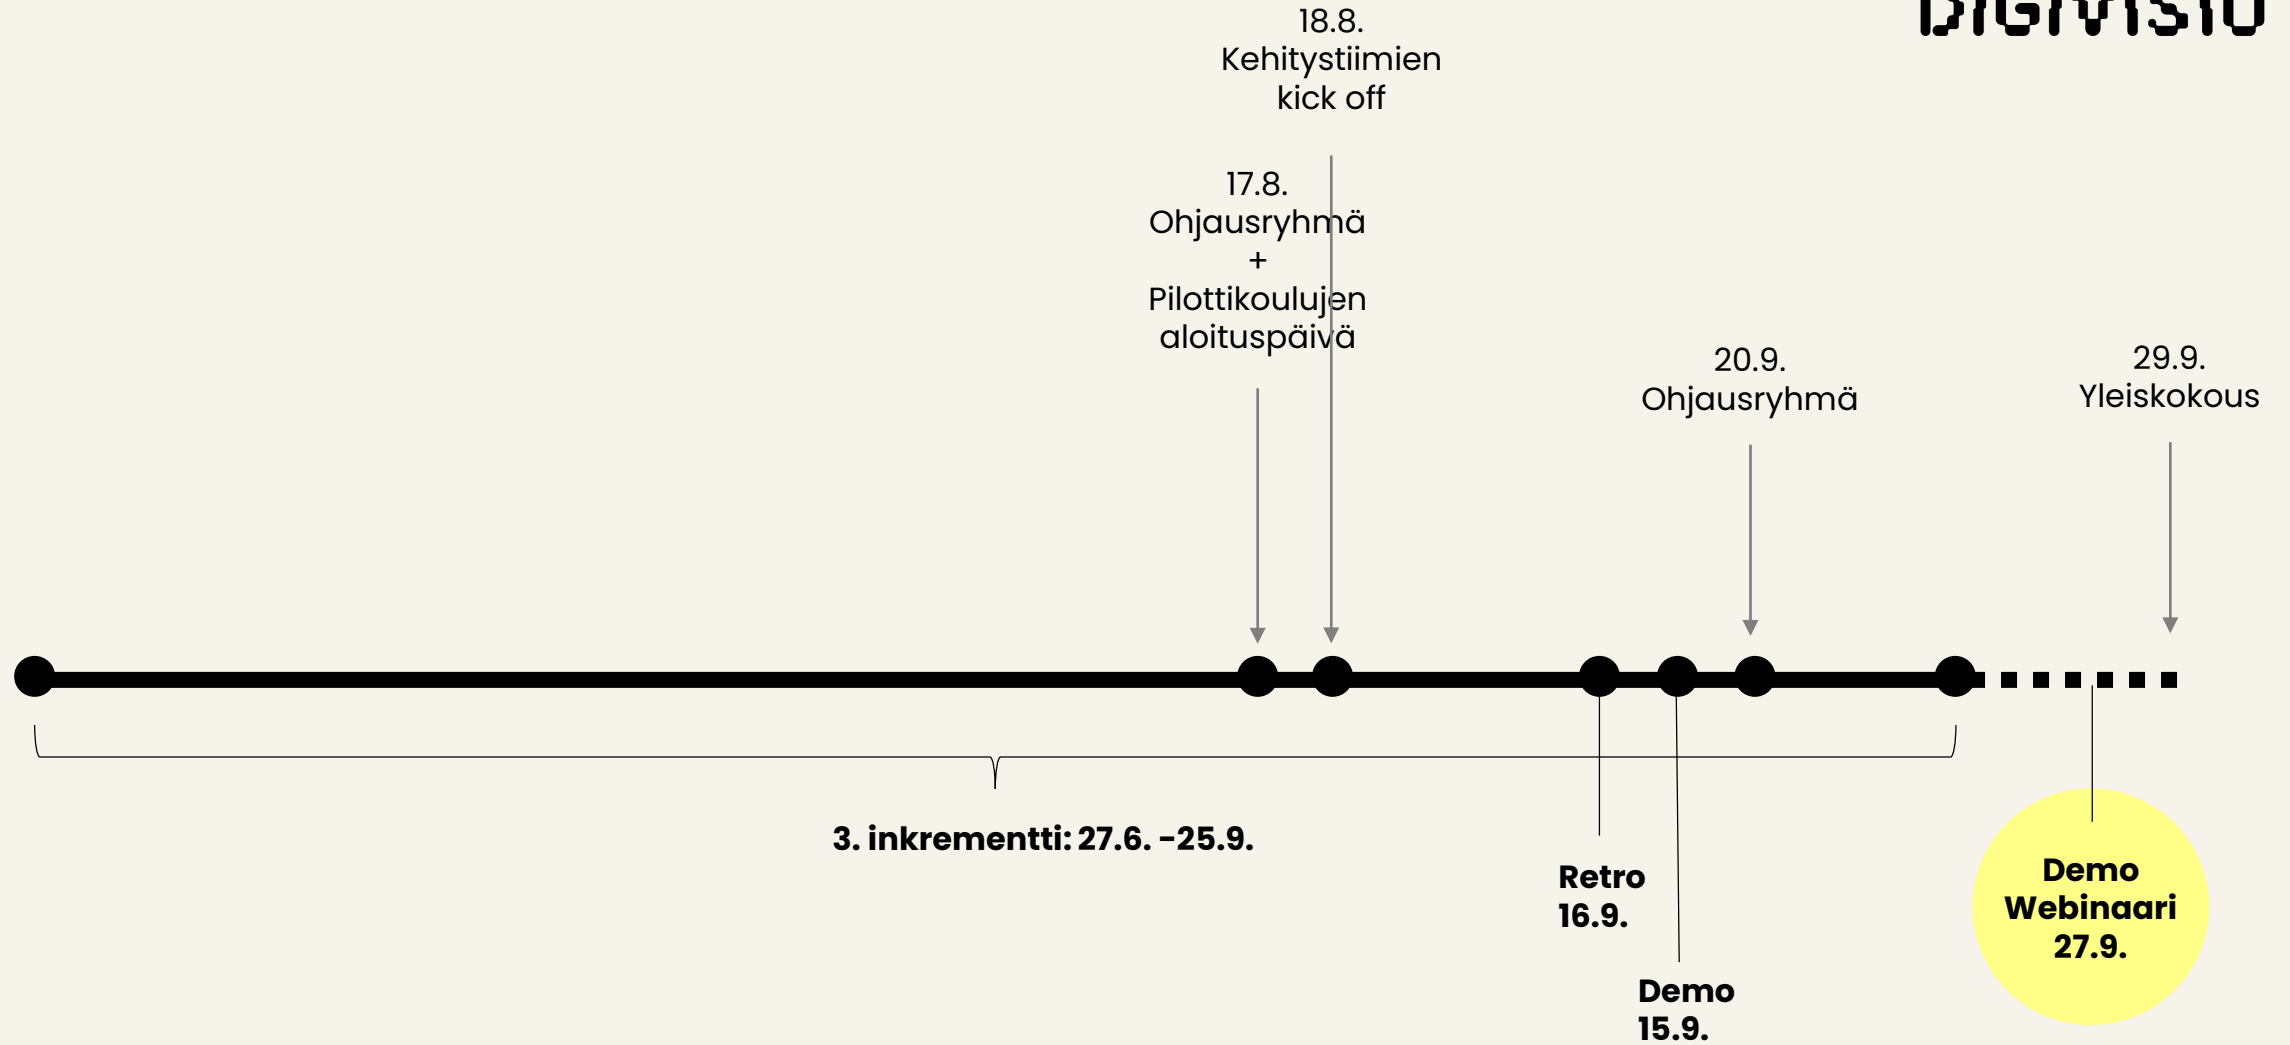 DIGIVISIO
18.8.
Kehitystiimien
kick off
17.8.
Ohjausryhmä
+
Pilottikoulujen
aloituspäivä
20.9.
Ohjausryhmä
29.9.
Yleiskokous
3. inkrementti: 27.6. –25.9.
Retro
16.9.
Demo
15.9.
Demo
Webinaari
27.9.